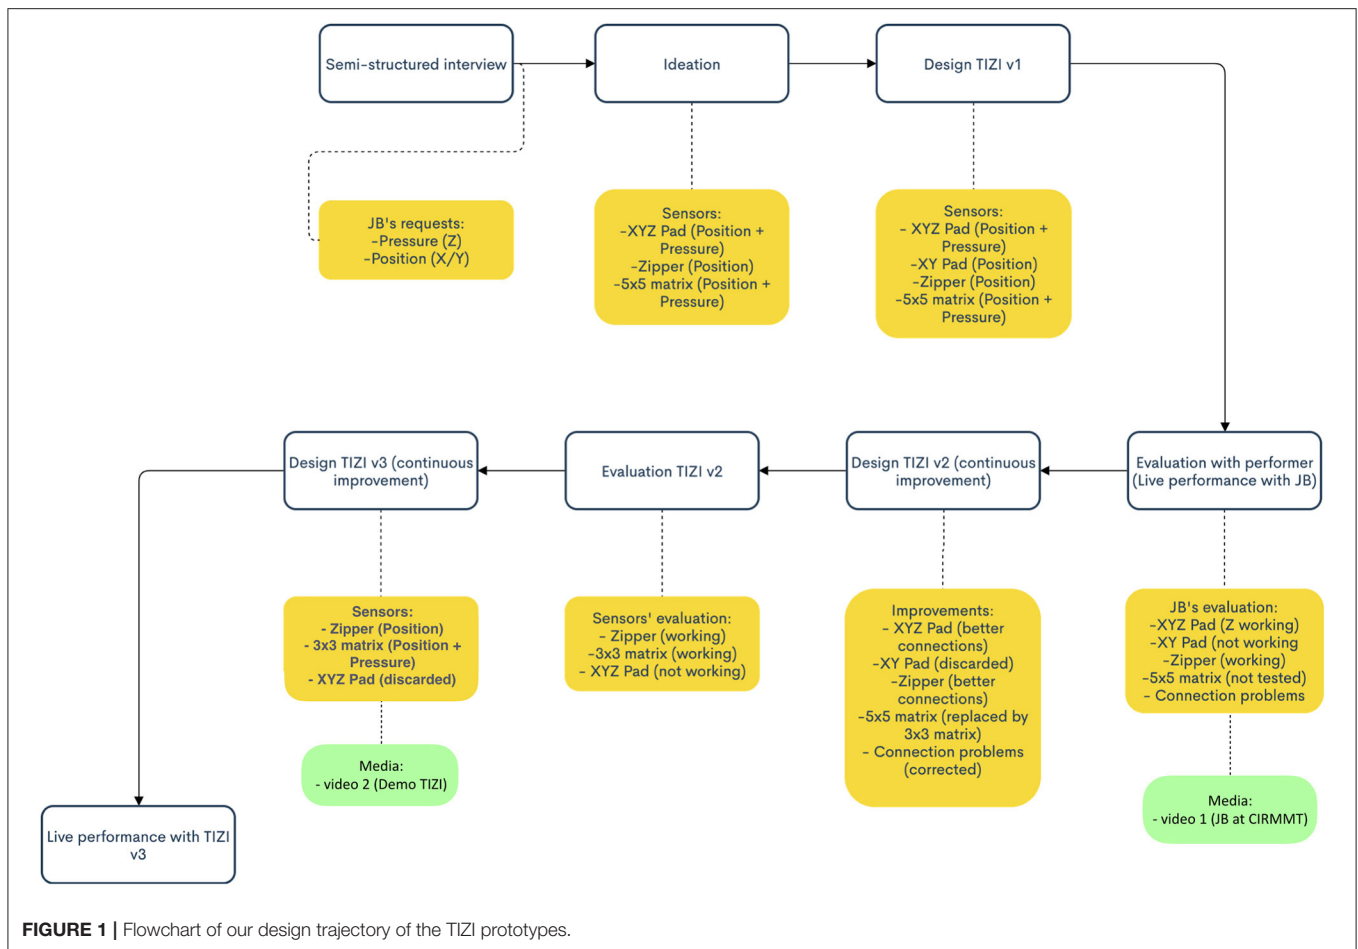 Semi-structured interview
Ideation
Design TIZI v1
JB's requests:
-Pressure (Z)
-Position (X/Y)
Sensors:
-XYZ Pad (Position +
Pressure)
-Zipper (Position)
-5x5 matrix (Position +
Pressure)
Sensors:
- XYZ Pad (Position +
Pressure)
-XY Pad (Position)
-Zipper (Position)
-5x5 matrix (Position +
Pressure)
Evaluation with performer
(Live performance with JB)
Design TIZI v2 (continuous
improvement)
Evaluation TIZI v2
Design TIZI v3 (continuous
improvement)
JB's evaluation:
-XYZ Pad (Z working)
-XY Pad (not working
-Zipper (working)
-5x5 matrix (not tested)
- Connection problems
Media:
- video 1 (JB at CIRMMT)
Improvements:
- XYZ Pad (better
connections)
-XY Pad (discarded)
-Zipper (better
connections)
-5x5 matrix (replaced by
3x3 matrix)
- Connection problems
(corrected)
Sensors' evaluation:
- Zipper (working)
-3x3 matrix (working)
- XYZ Pad (not working)
Sensors:
- Zipper (Position)
- 3x3 matrix (Position +
Pressure)
- XYZ Pad (discarded)
Media:
- video 2 (Demo TIZI)
Live performance with TIZI
v3
FIGURE 1 | Flowchart of our design trajectory of the TIZI prototypes.